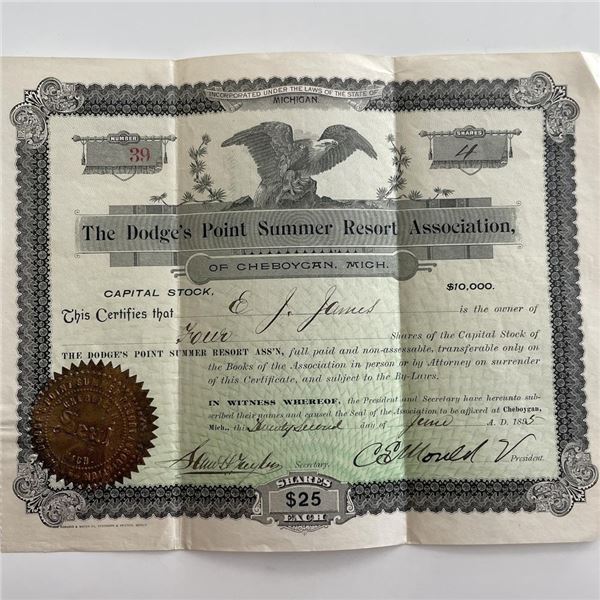 INCORPORATED UNDER THE LAWS OF THE STATE OF
MICHIGAN.
NUMBER
39
SHARES
4
The Dodge's Point Summer Resort Association,
OF CHEBOYGAN, MICH.
CAPITAL STOCK,
$10,000.
This Certifies that E J. James is the owner of
Four Shares of the Capital Stock of
THE DODGE'S POINT SUMMER RESORT ASS'N, full paid and non-assessable, transferable only on
the Books of the Association in person or by Attorney on surrender
of this Certificate, and subject to the By-Laws.
IN WITNESS WHEREOF, the President and Secretary have hereunto sub-
scribed their names and caused the Seal of the Association to be affixed at Cheboygan,
Mich., this Twenty Second day of June A. D. 1895
Secretary.
President.
SHARES
$25
EACH